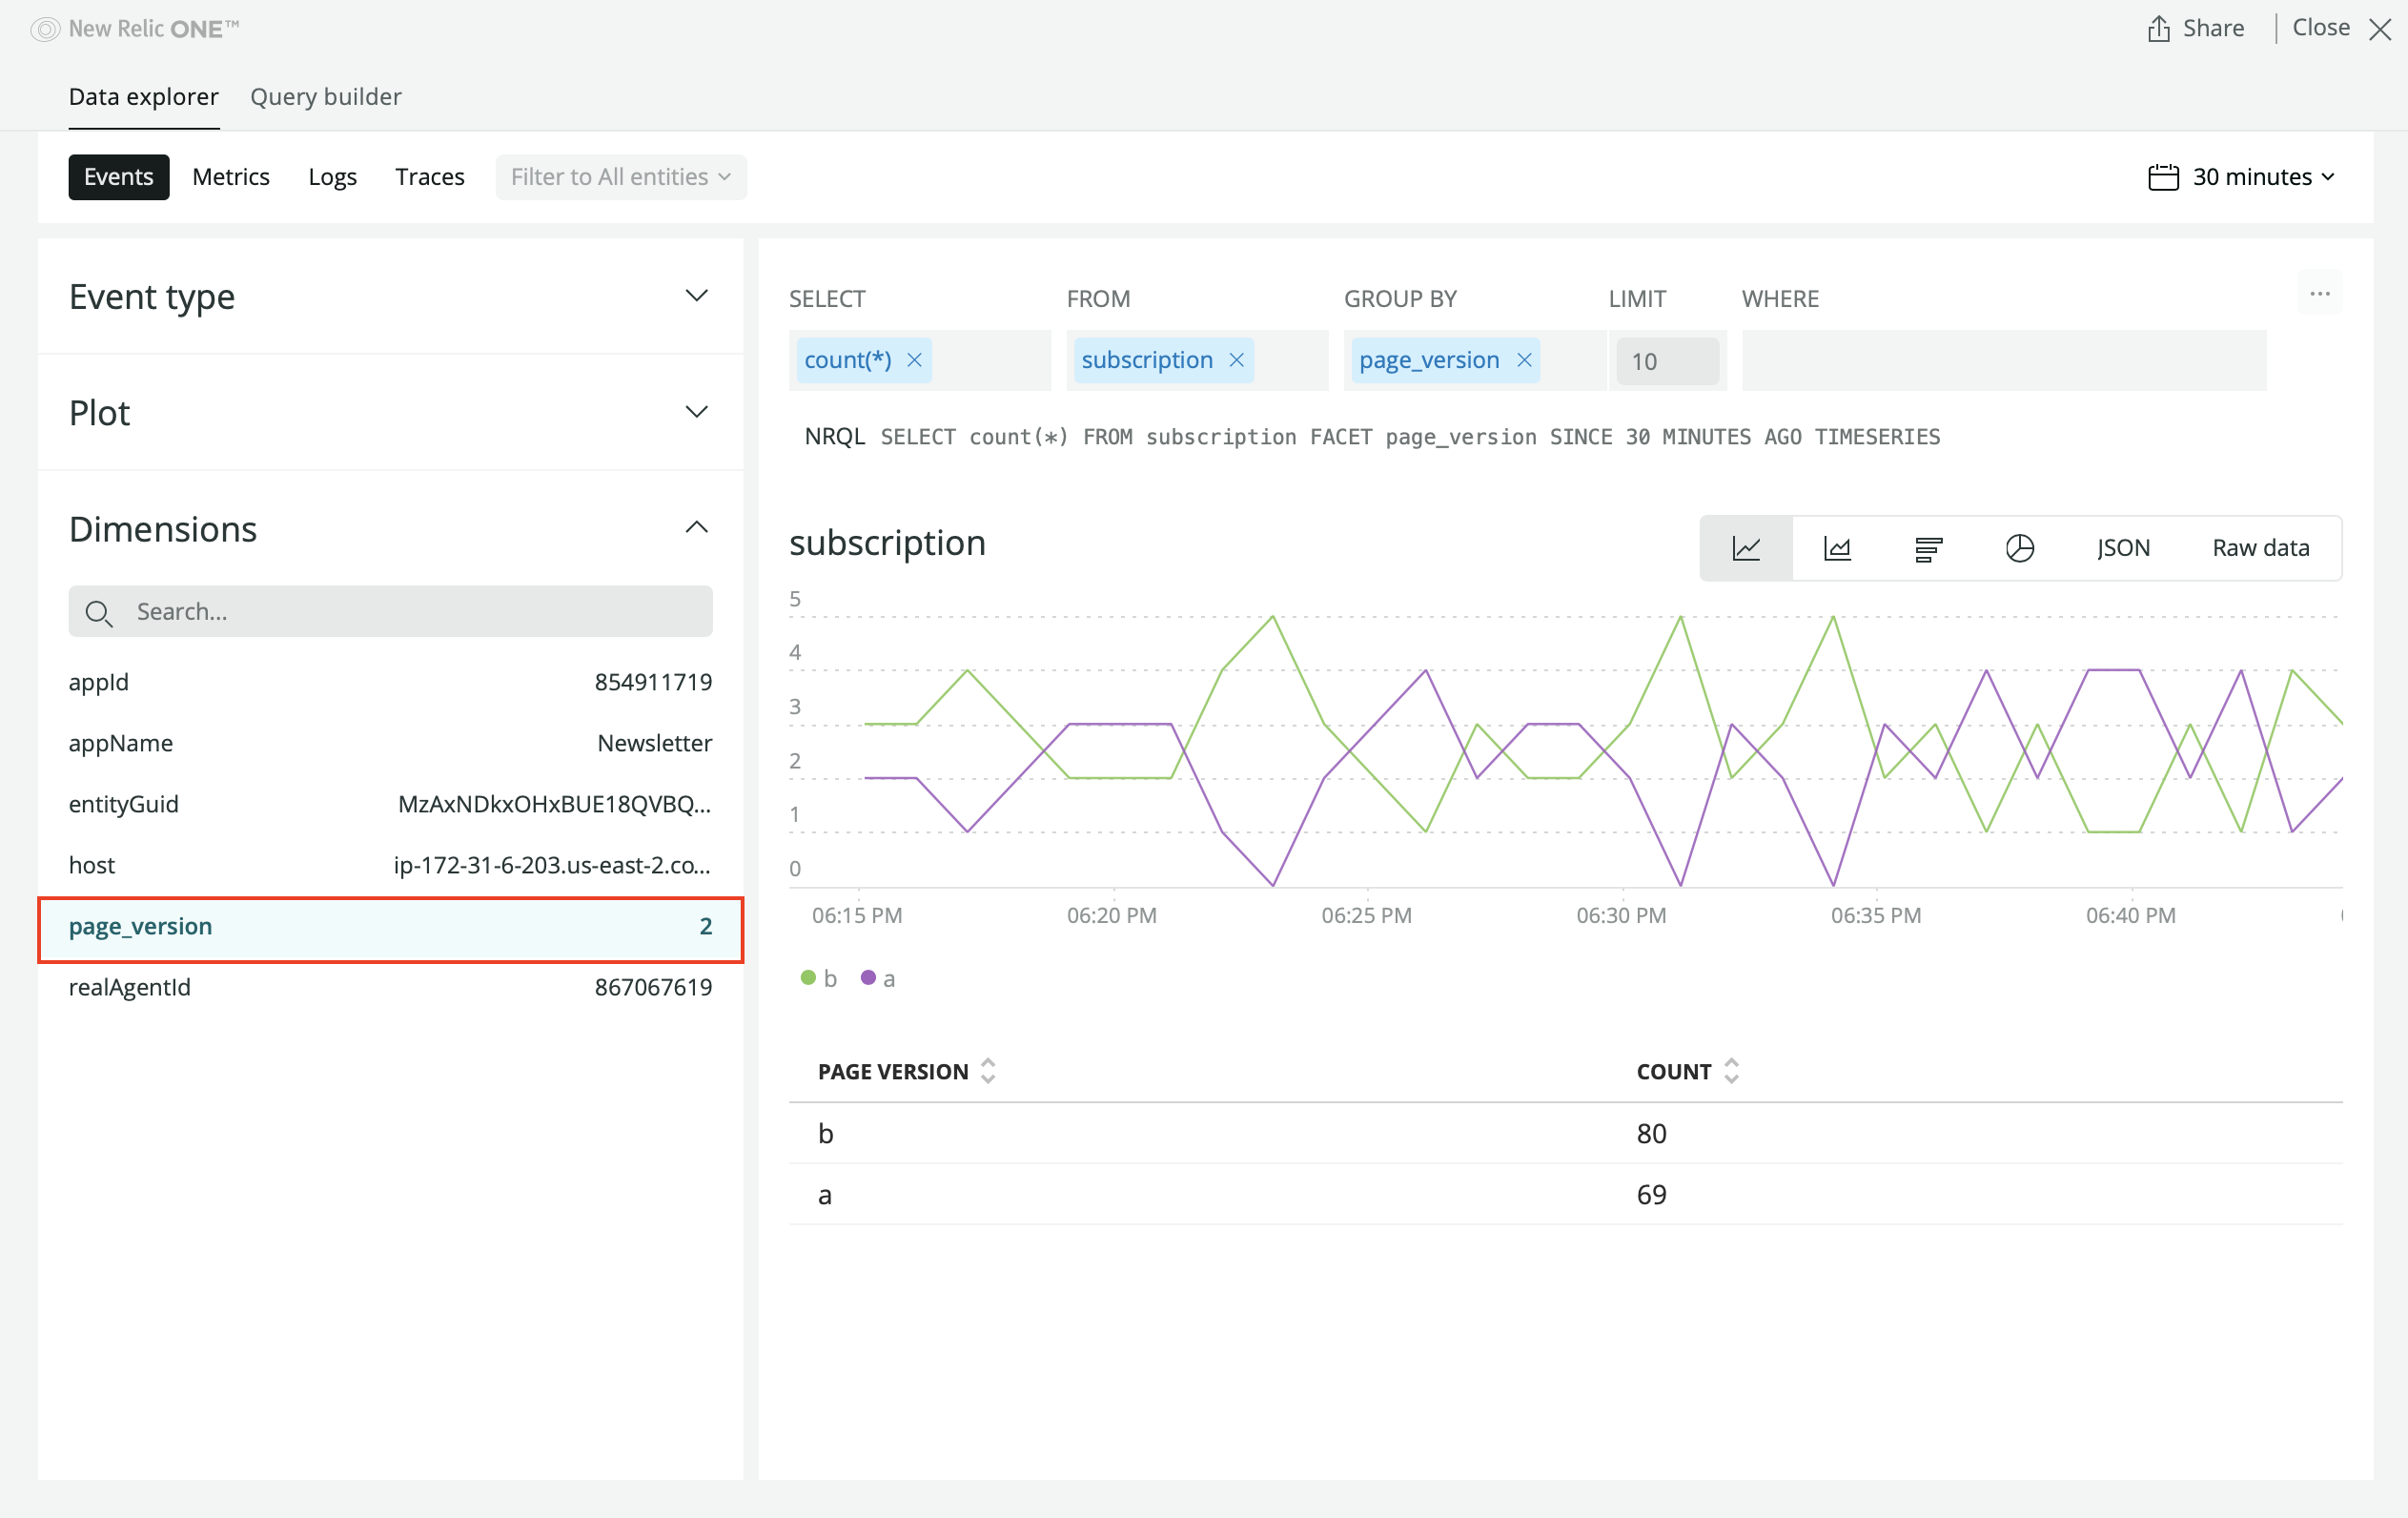 New Relic ONE™
Share
Close
Data explorer
Query builder
Events
Metrics
Logs
Traces
Filter to All entities
30 minutes
Event type
Plot
Dimensions
Search...
appId 854911719
appName Newsletter
entityGuid MzAxNDkxOHxBUE18QVBQ...
host ip-172-31-6-203.us-east-2.co...
page_version 2
realAgentId 867067619
SELECT FROM GROUP BY LIMIT WHERE
count(*) subscription page_version 10
NRQL SELECT count(*) FROM subscription FACET page_version SINCE 30 MINUTES AGO TIMESERIES
subscription
JSON
Raw data
5
4
3
2
1
0
06:15 PM 06:20 PM 06:25 PM 06:30 PM 06:35 PM 06:40 PM
b a
PAGE VERSION COUNT
b 80
a 69